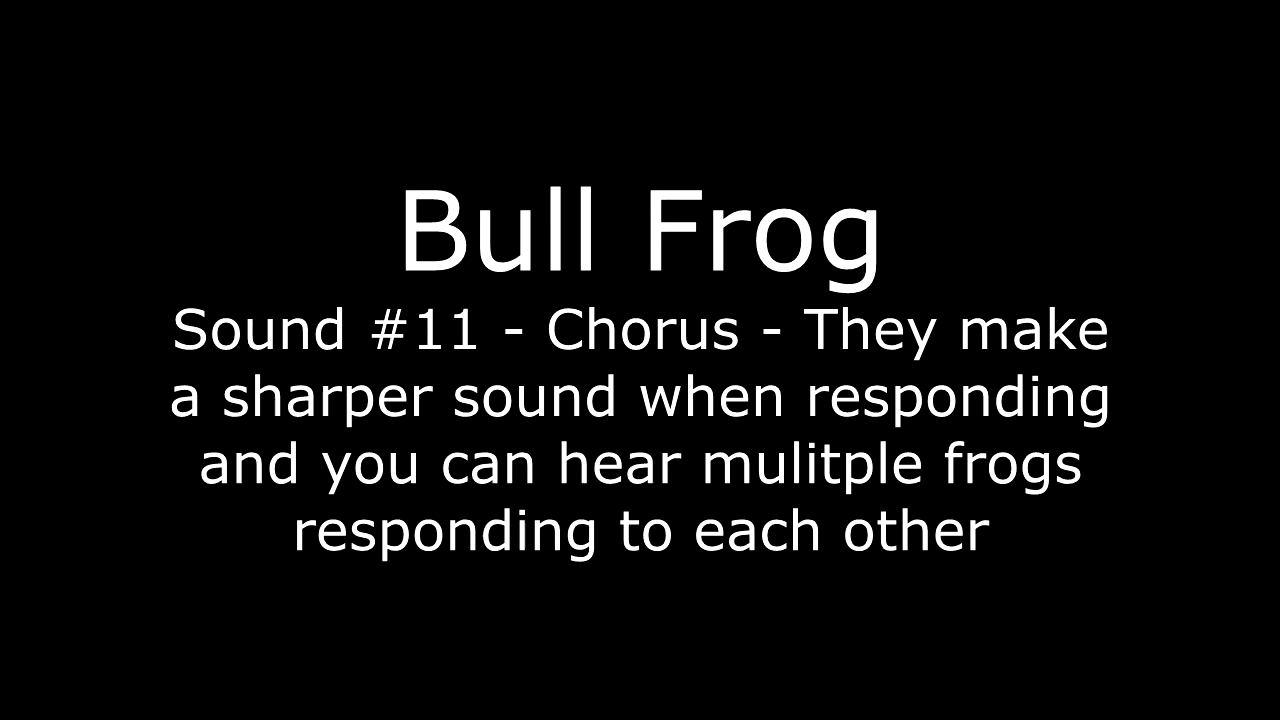 Bull Frog
Sound #11 - Chorus - They make
a sharper sound when responding
and you can hear mulitple frogs
responding to each other